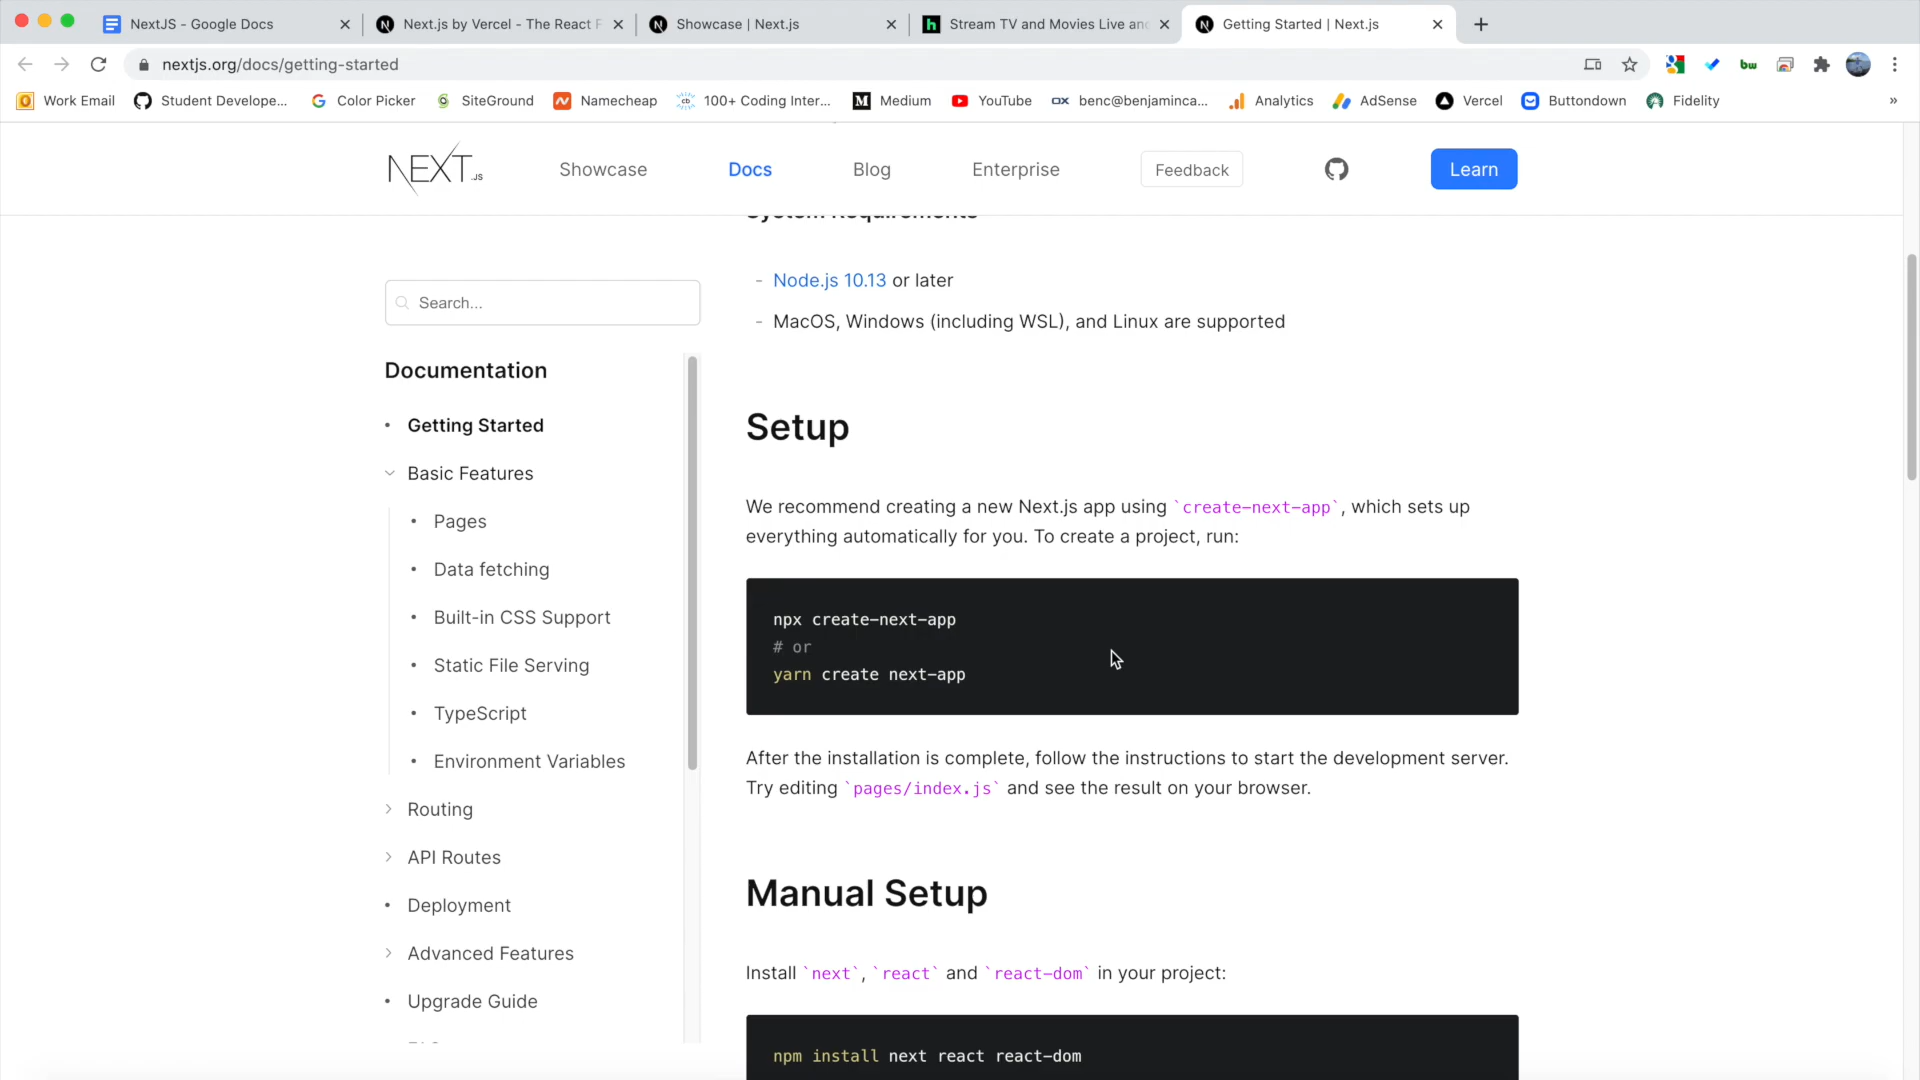 NextJS - Google Docs
Next.js by Vercel - The React F
Showcase | Next.js
Stream TV and Movies Live an
Getting Started | Next.js
nextjs.org/docs/getting-started
bw
Work Email
Student Develope...
Color Picker
SiteGround
Namecheap
100+ Coding Inter...
Medium
YouTube
benc@benjaminca...
Analytics
AdSense
Vercel
Buttondown
Fidelity
»
NEXT.JS
Showcase
Docs
Blog
Enterprise
Feedback
Learn
System Requirements
- Node.js 10.13 or later
- MacOS, Windows (including WSL), and Linux are supported
Search...
Documentation
Getting Started
Basic Features
Pages
Data fetching
Built-in CSS Support
Static File Serving
TypeScript
Environment Variables
Routing
API Routes
Deployment
Advanced Features
Upgrade Guide
Setup
We recommend creating a new Next.js app using `create-next-app`, which sets up
everything automatically for you. To create a project, run:
npx create-next-app
# or
yarn create next-app
After the installation is complete, follow the instructions to start the development server.
Try editing `pages/index.js` and see the result on your browser.
Manual Setup
Install `next`, `react` and `react-dom` in your project:
npm install next react react-dom